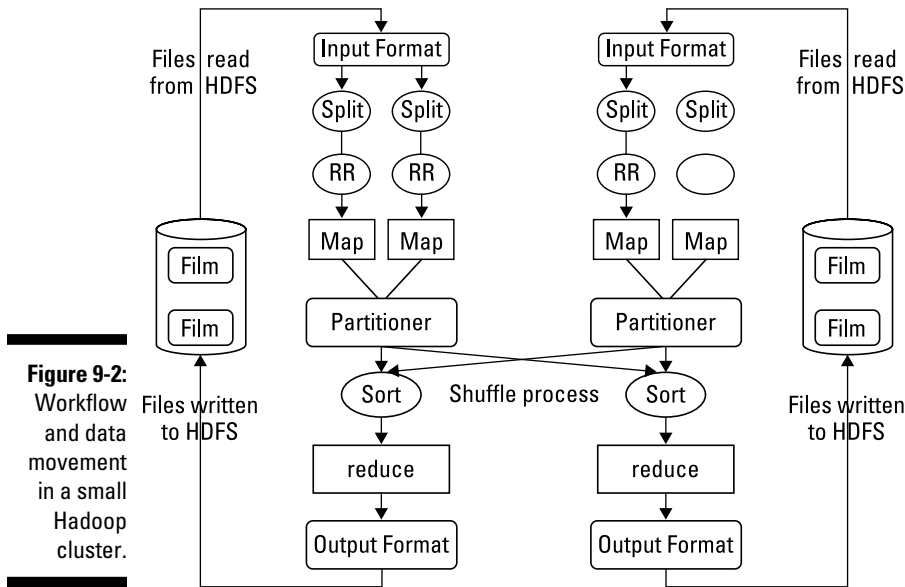 Files read
from HDFS
Input Format
Input Format
Files read
from HDFS
Split
Split
Split
Split
RR
RR
RR
Map
Map
Map
Map
Film
Film
Film
Film
Partitioner
Partitioner
Sort
Shuffle process
Sort
Files written
to HDFS
Files written
to HDFS
reduce
reduce
Output Format
Output Format
Figure 9-2:
Workflow
and data
movement
in a small
Hadoop
cluster.